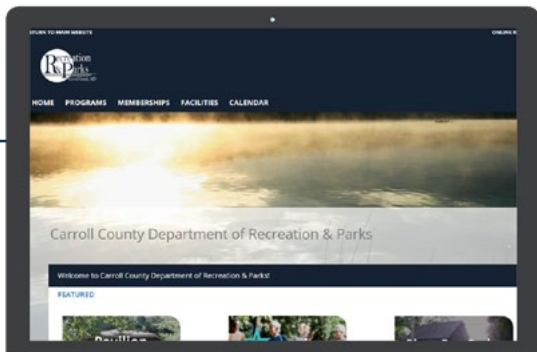 RETURN TO MAIN WEBSITE
Recreation
& Parks
HOME PROGRAMS MEMBERSHIPS FACILITIES CALENDAR
Carroll County Department of Recreation & Parks
Welcome to Carroll County Department of Recreation & Parks!
FEATURED
Pavilion